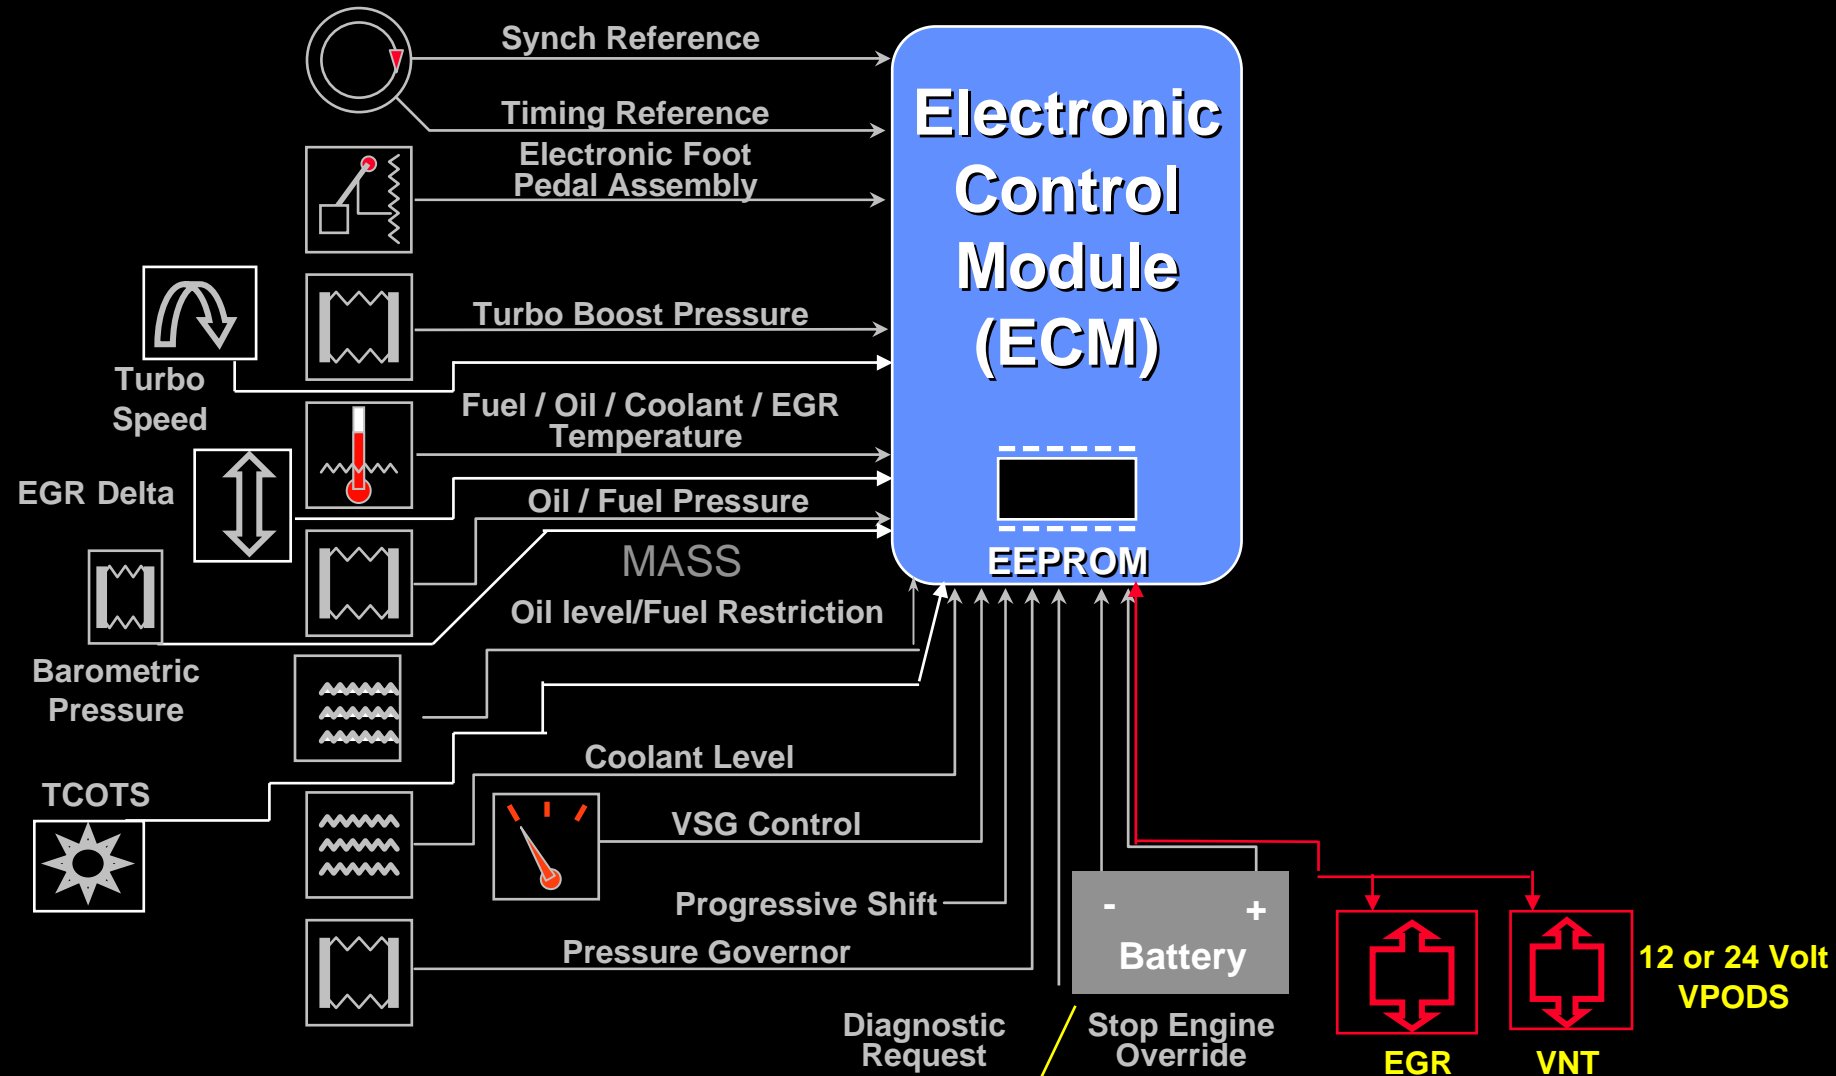 Synch Reference
Timing Reference
Electronic Foot
Pedal Assembly
Turbo Boost Pressure
Turbo
Speed
Fuel / Oil / Coolant / EGR
Temperature
EGR Delta
Oil / Fuel Pressure
MASS
Oil level/Fuel Restriction
Barometric
Pressure
TCOTS
Coolant Level
VSG Control
Progressive Shift
Pressure Governor
Diagnostic
Request
Stop Engine
Override
Electronic
Control
Module
(ECM)
EEPROM
- +
Battery
12 or 24 Volt
VPODS
EGR
VNT